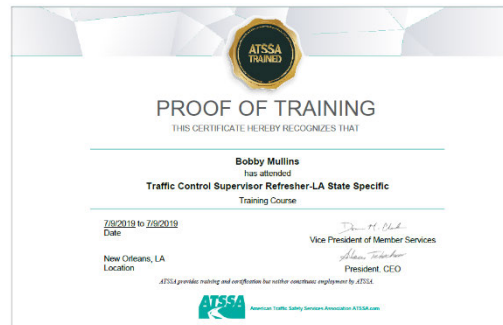 ATSSA
TRAINED
PROOF OF TRAINING
THIS CERTIFICATE HEREBY RECOGNIZES THAT
Bobby Mullins
has attended
Traffic Control Supervisor Refresher-LA State Specific
Training Course
7/9/2019 to 7/9/2019
Date
Vice President of Member Services
New Orleans, LA
Location
President, CEO
ATSSA provides training and certification but neither constitutes employment by ATSSA.
ATSSA
American Traffic Safety Services Association ATSSA.com